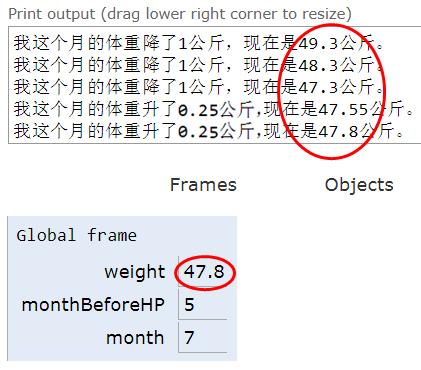 Print output (drag lower right corner to resize)
我这个月的体重降了1公斤，现在是49.3公斤。
我这个月的体重降了1公斤，现在是48.3公斤。
我这个月的体重降了1公斤，现在是47.3公斤。
我这个月的体重升了0.25公斤，现在是47.55公斤。
我这个月的体重升了0.25公斤，现在是47.8公斤。
Frames Objects
Global frame
weight 47.8
monthBeforeHP 5
month 7